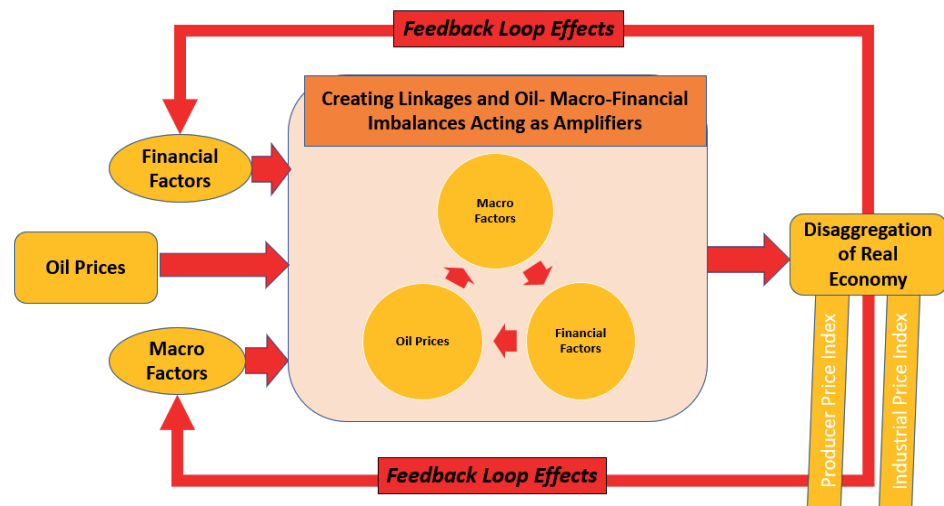 Feedback Loop Effects
Creating Linkages and Oil- Macro-Financial
Imbalances Acting as Amplifiers
Financial
Factors
Oil Prices
Macro
Factors
Macro
Factors
Oil Prices
Financial
Factors
Disaggregation
of Real
Economy
Producer Price Index
Industrial Price Index
Feedback Loop Effects